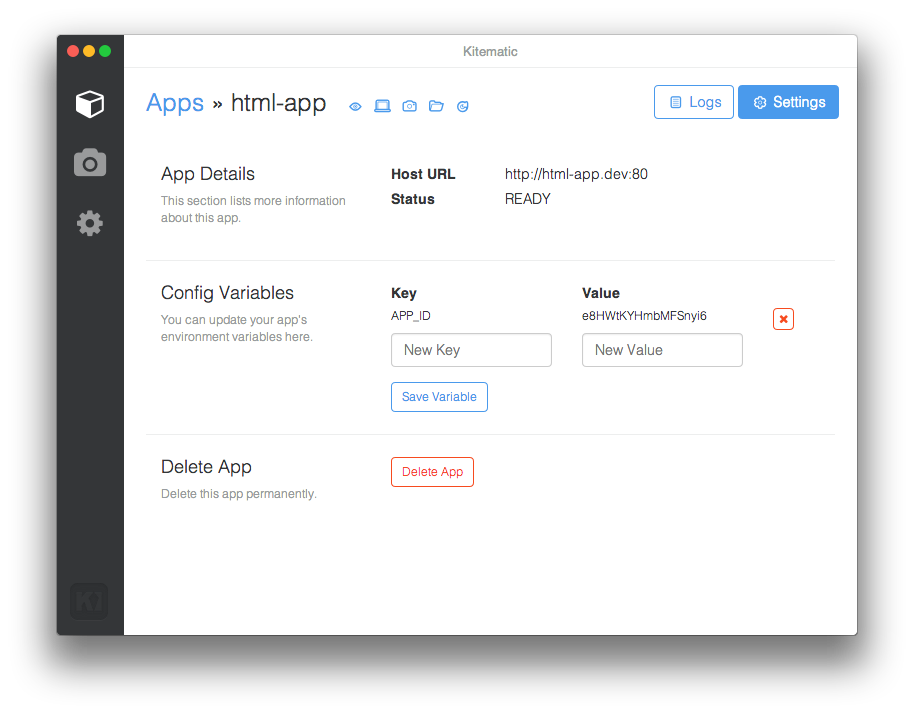 Kitematic
Apps » html-app
Logs
Settings
App Details
This section lists more information
about this app.
Host URL
http://html-app.dev:80
Status
READY
Config Variables
You can update your app's
environment variables here.
Key
Value
APP_ID
e8HWtKYHmbMFSnyi6
New Key
New Value
Save Variable
Delete App
Delete this app permanently.
Delete App